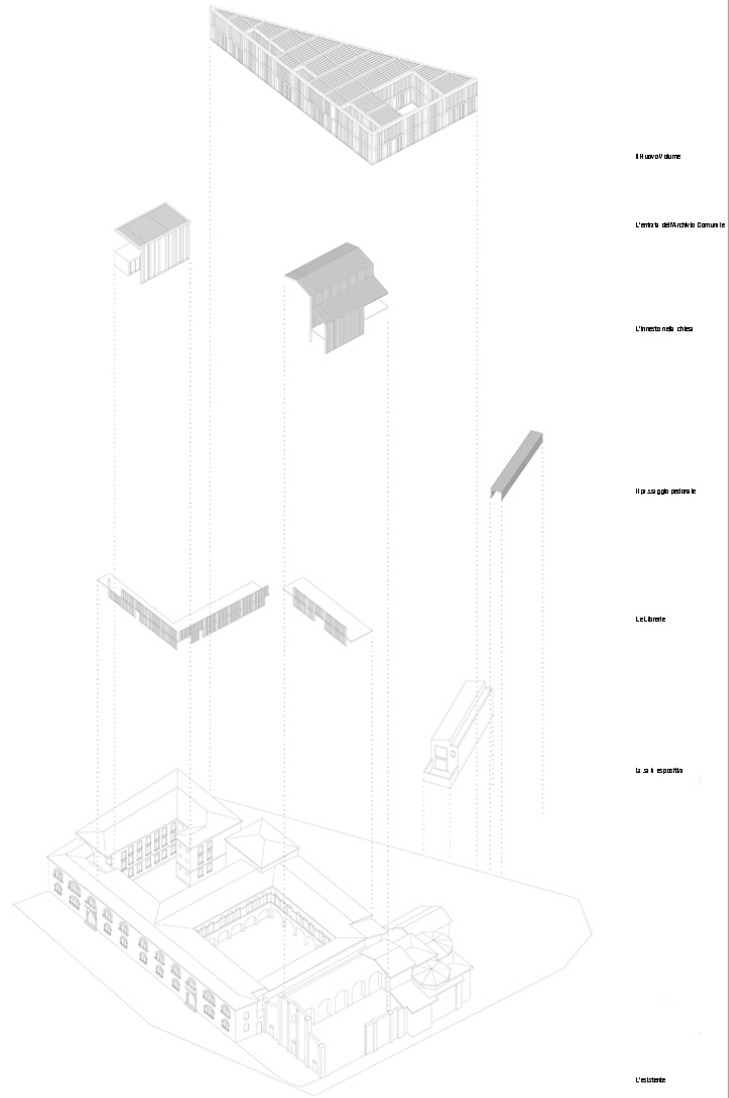 Il Nuovo Volume
L'entrata dell'Archivio Comunale
L'innesto nella chiesa
Il passaggio pedonale
Le Librerie
La sala espositiva
L'esistente